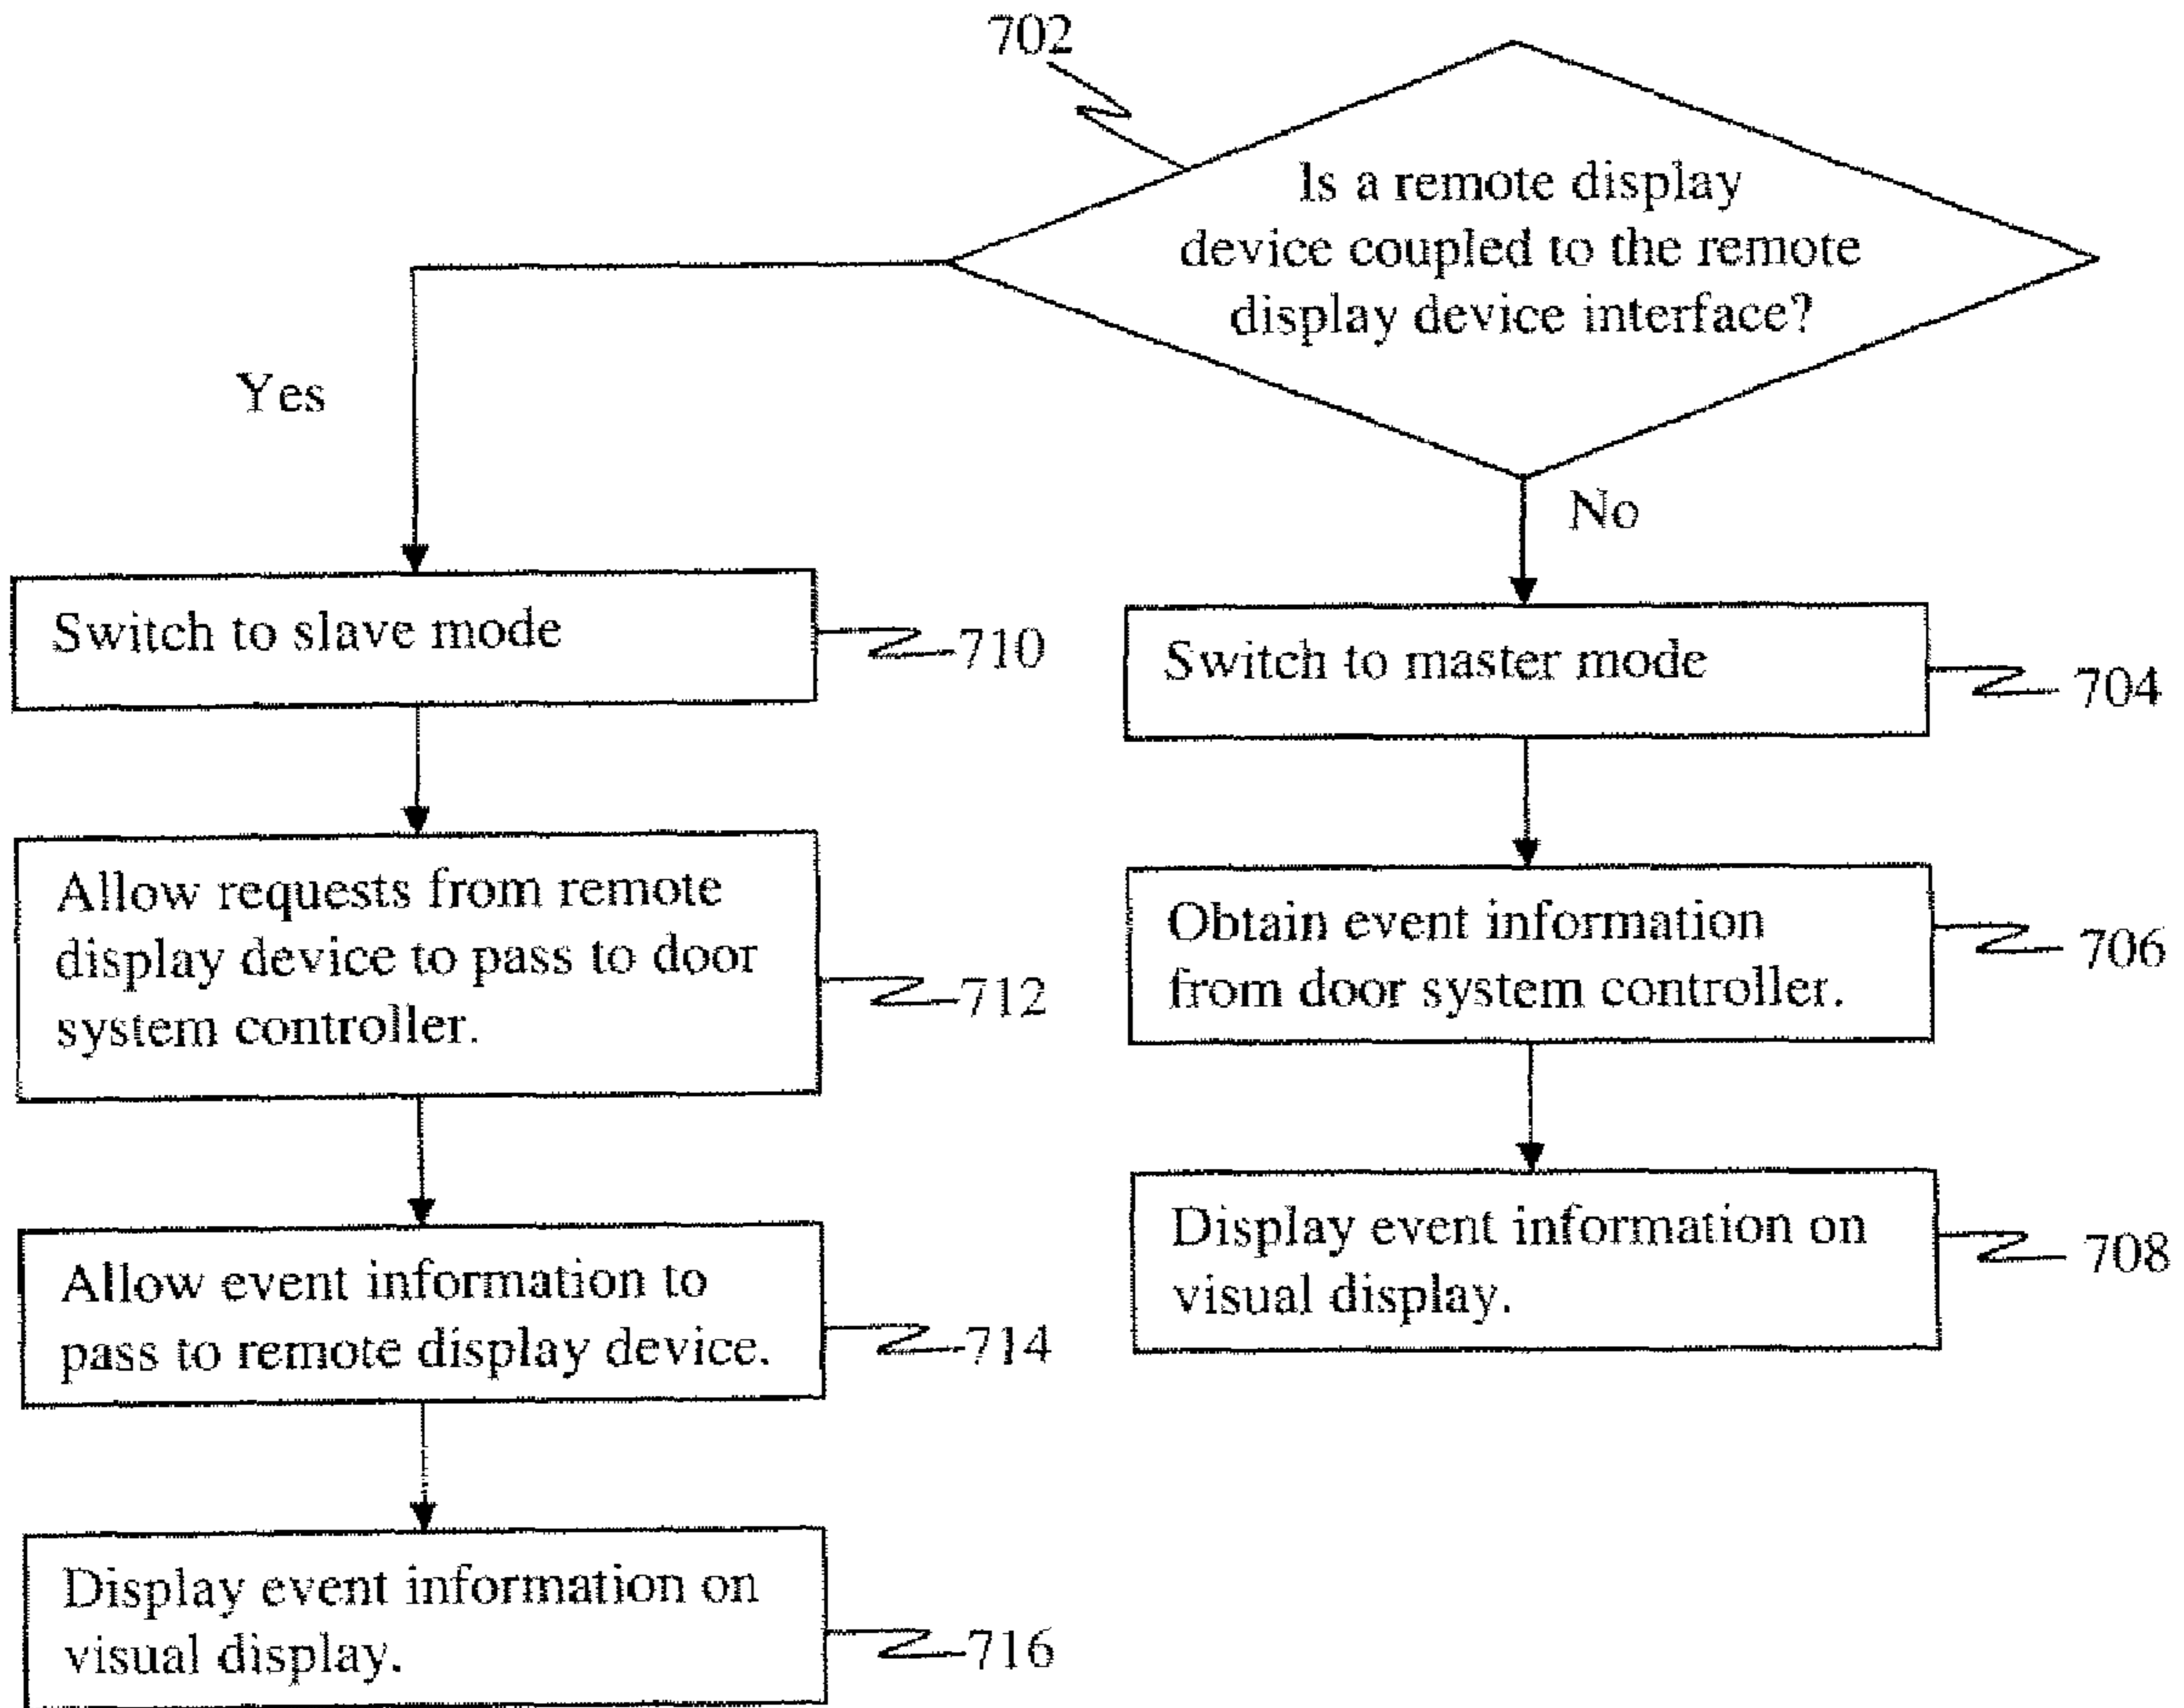 702
Is a remote display
device coupled to the remote
display device interface?
Yes
No
Switch to slave mode
710
Switch to master mode
704
Allow requests from remote
display device to pass to door
system controller.
712
Obtain event information
from door system controller.
706
Allow event information to
pass to remote display device.
714
Display event information on
visual display.
708
Display event information on
visual display.
716